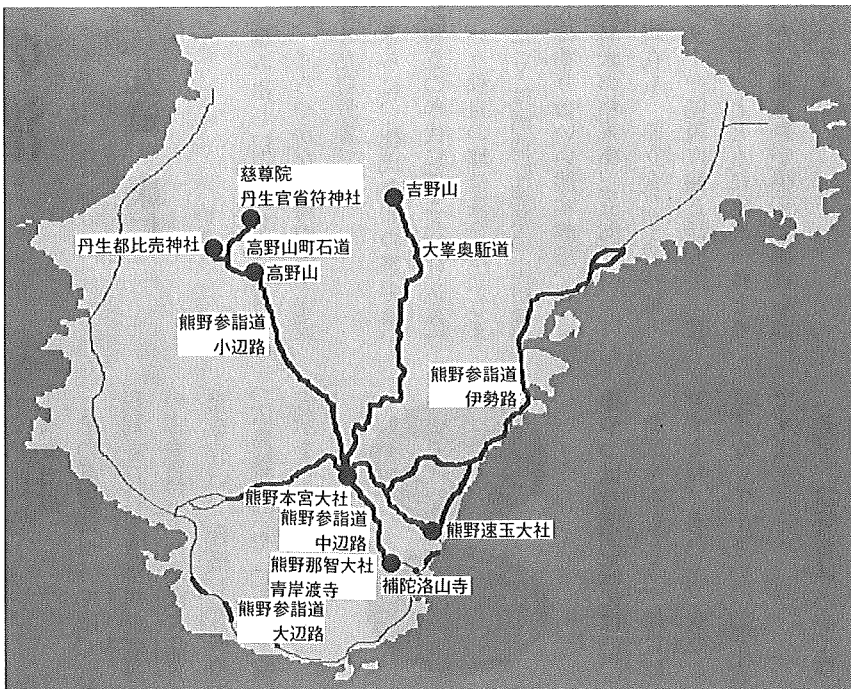 慈尊院
丹生官省符神社
吉野山
丹生都比売神社
高野山町石道
大峯奥駈道
高野山
熊野参詣道
小辺路
熊野参詣道
伊勢路
熊野本宮大社
熊野参詣道
中辺路
熊野速玉大社
熊野那智大社
青岸渡寺
補陀洛山寺
熊野参詣道
大辺路